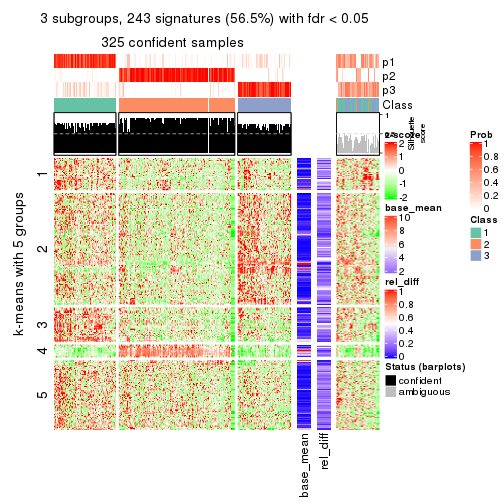 3 subgroups, 243 signatures (56.5%) with fdr < 0.05
325 confident samples
p1
p2
p3
Class
1
Silhouette
score
z-score
2
1
0
-1
-2
base_mean
10
8
6
4
2
rel_diff
1
0.8
0.6
0.4
0.2
0
Prob
1
0.8
0.6
0.4
0.2
0
Class
1
2
3
Status (barplots)
confident
ambiguous
k-means with 5 groups
1
2
3
4
5
base_mean
rel_diff